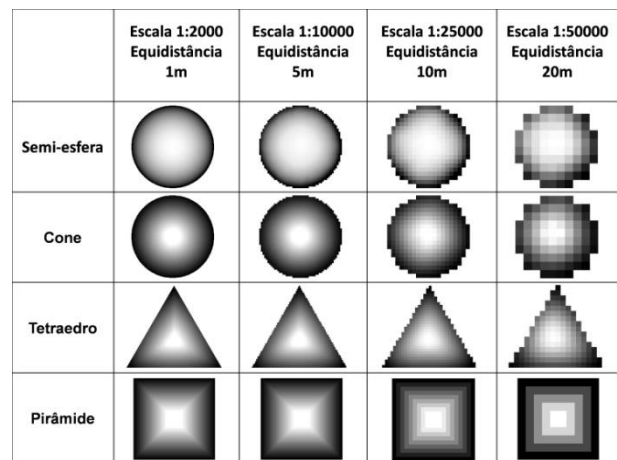 Escala 1:2000
Equidistância
1m
Escala 1:10000
Equidistância
5m
Escala 1:25000
Equidistância
10m
Escala 1:50000
Equidistância
20m
Semi-esfera
Cone
Tetraedro
Pirâmide